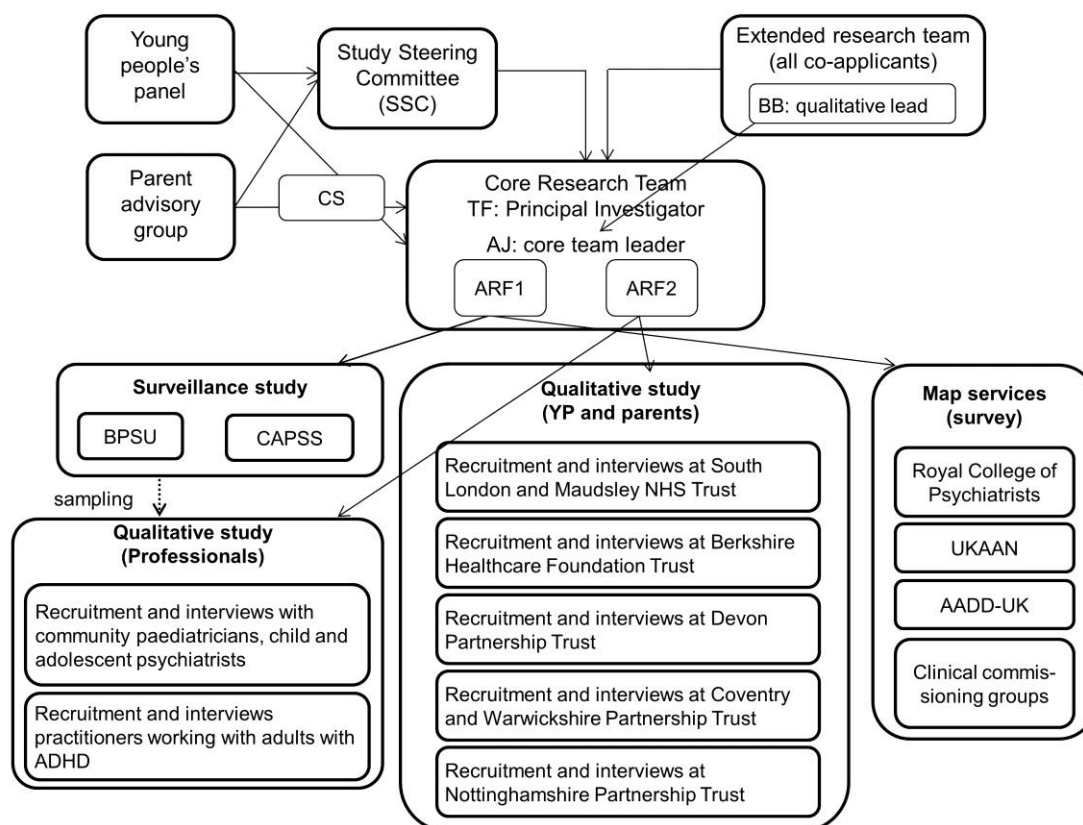 Young
people's
panel
Study Steering
Committee
(SSC)
Extended research team
(all co-applicants)
BB: qualitative lead
Parent
advisory
group
CS
Core Research Team
TF: Principal Investigator
AJ: core team leader
ARF1
ARF2
Surveillance study
BPSU
CAPSS
sampling
Qualitative study
(Professionals)
Recruitment and interviews with
community paediatricians, child and
adolescent psychiatrists
Recruitment and interviews
practitioners working with adults with
ADHD
Qualitative study
(YP and parents)
Recruitment and interviews at South
London and Maudsley NHS Trust
Recruitment and interviews at Berkshire
Healthcare Foundation Trust
Recruitment and interviews at Devon
Partnership Trust
Recruitment and interviews at Coventry
and Warwickshire Partnership Trust
Recruitment and interviews at
Nottinghamshire Partnership Trust
Map services
(survey)
Royal College of
Psychiatrists
UKAAN
AADD-UK
Clinical commis-
sioning groups